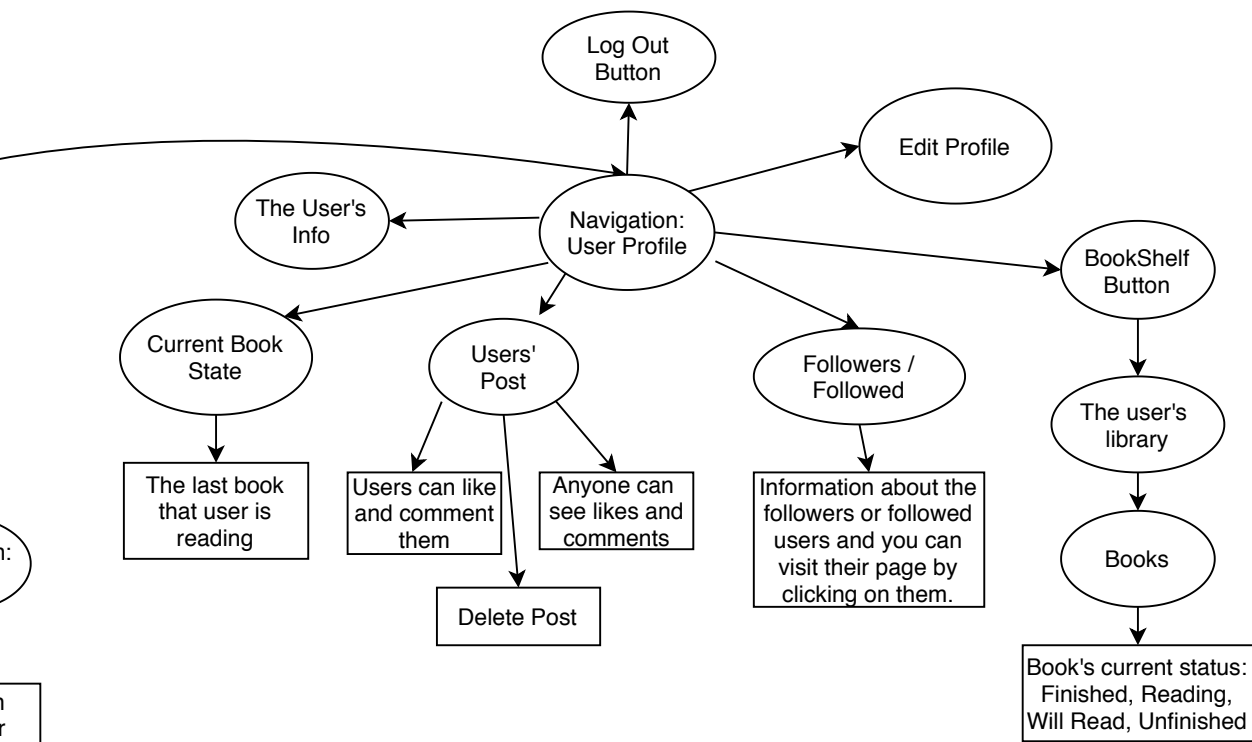 Log Out
Button
Edit Profile
The User's
Info
Navigation:
User Profile
BookShelf
Button
Current Book
State
Users'
Post
Followers /
Followed
The user's
library
The last book
that user is
reading
Users can like
and comment
them
Anyone can
see likes and
comments
Information about the
followers or followed
users and you can
visit their page by
clicking on them.
Books
Delete Post
Book's current status:
Finished, Reading,
Will Read, Unfinished